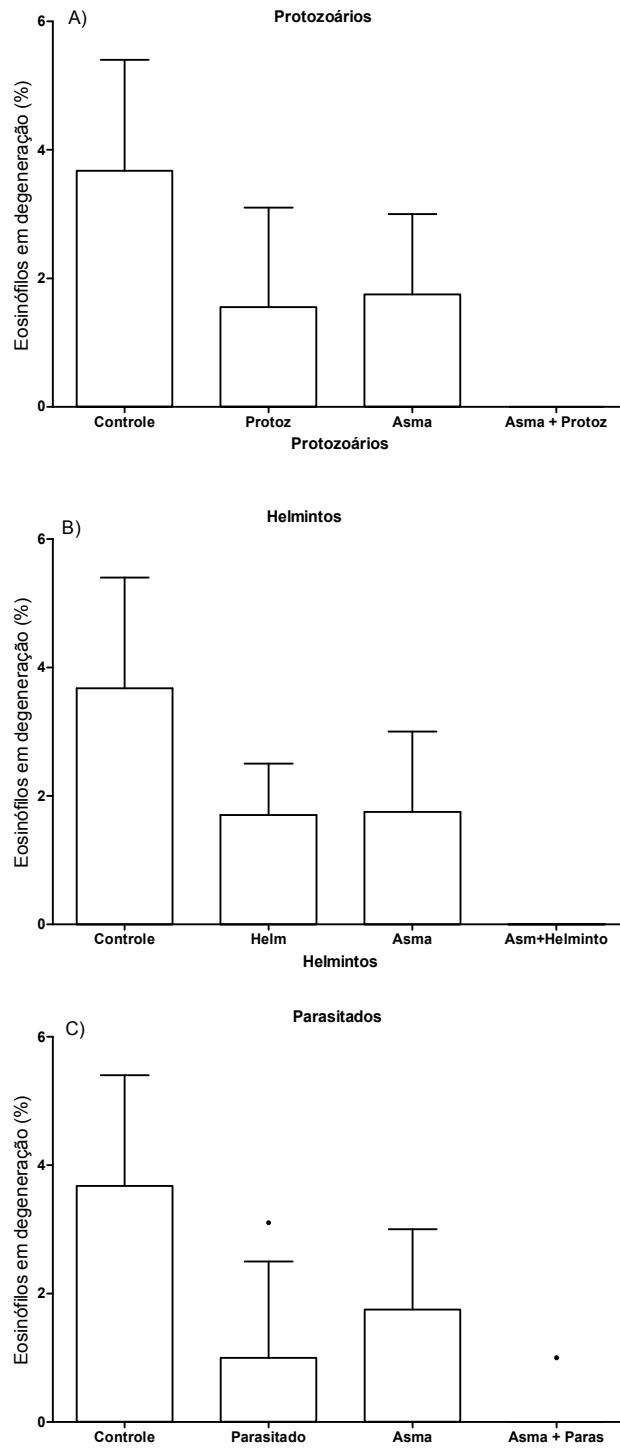 A)
Protozoários
Eosinófilos em degeneração (%)
6
4
2
0
Controle Protoz Asma Asma + Protoz
Protozoários
B)
Helmintos
Eosinófilos em degeneração (%)
6
4
2
0
Controle Helm Asma Asm+Helminto
Helmintos
C)
Parasitados
Eosinófilos em degeneração (%)
6
4
2
0
Controle Parasitado Asma Asma + Paras